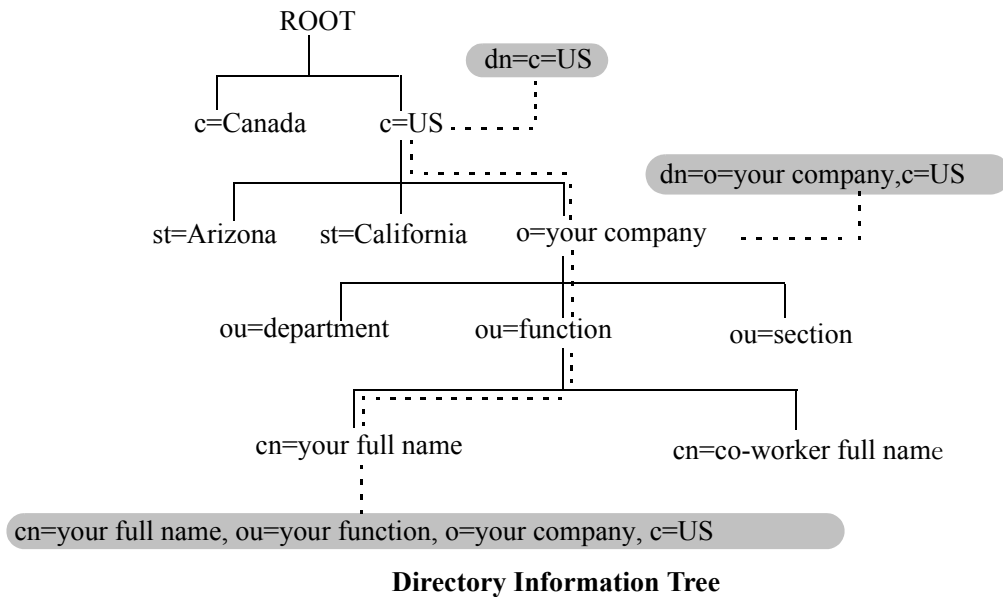 ROOT
dn=c=US
c=Canada
c=US
dn=o=your company,c=US
st=Arizona
st=California
o=your company
ou=department
ou=function
ou=section
cn=your full name
cn=co-worker full name
cn=your full name, ou=your function, o=your company, c=US
Directory Information Tree